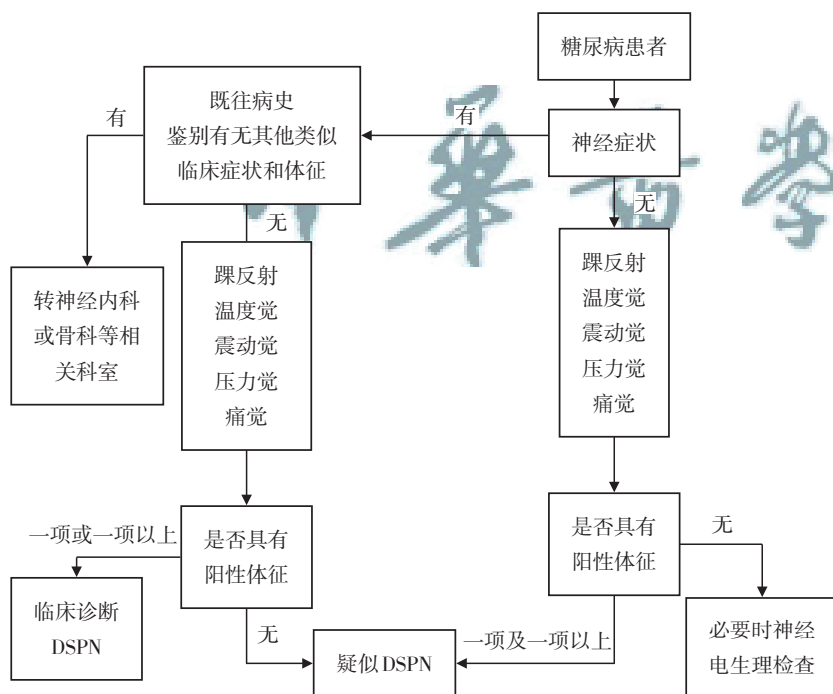 糖尿病患者
既往病史
鉴别有无其他类似
临床症状和体征
有
有
神经症状
无
无
转神经内科
或骨科等相
关科室
踝反射
温度觉
震动觉
压力觉
痛觉
踝反射
温度觉
震动觉
压力觉
痛觉
一项或一项以上
是否具有
阳性体征
是否具有
阳性体征
无
临床诊断
DSPN
无
疑似DSPN
一项及一项以上
必要时神经
电生理检查